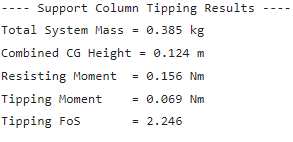 ---- Support Column Tipping Results ----
Total System Mass = 0.385 kg
Combined CG Height = 0.124 m
Resisting Moment  = 0.156 Nm
Tipping Moment    = 0.069 Nm
Tipping FoS       = 2.246